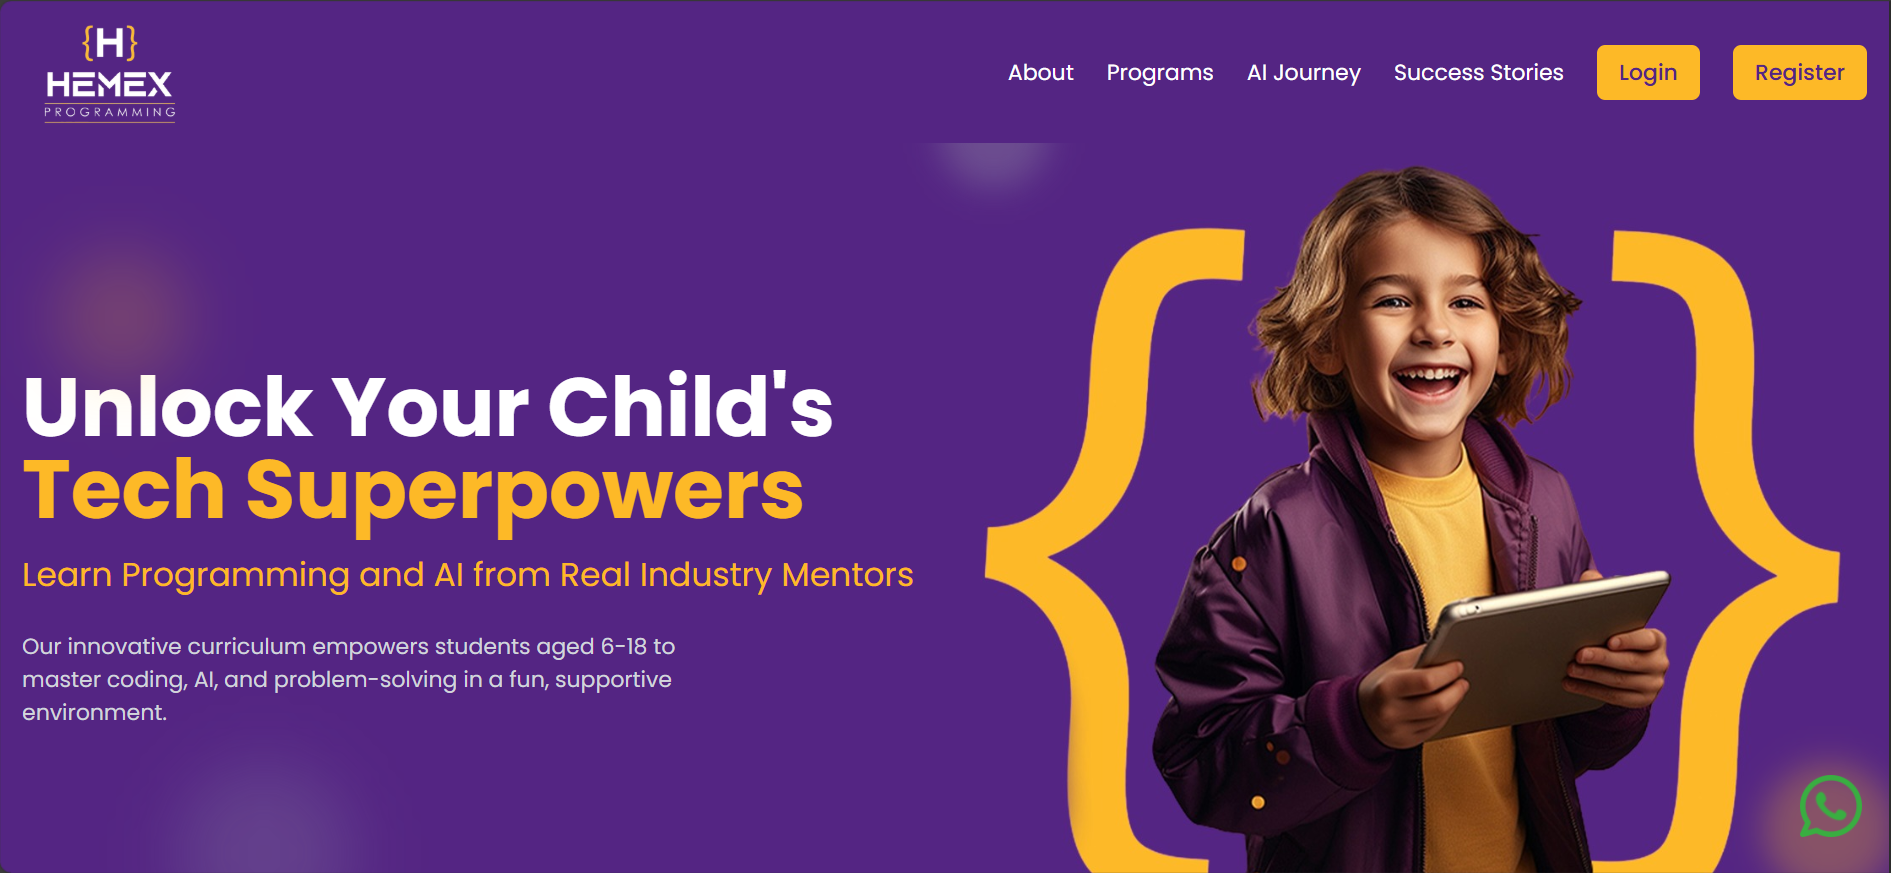 {H}
HEMEX
PROGRAMMING
About Programs AI Journey Success Stories Login Register
Unlock Your Child's
Tech Superpowers
Learn Programming and AI from Real Industry Mentors
Our innovative curriculum empowers students aged 6-18 to
master coding, AI, and problem-solving in a fun, supportive
environment.